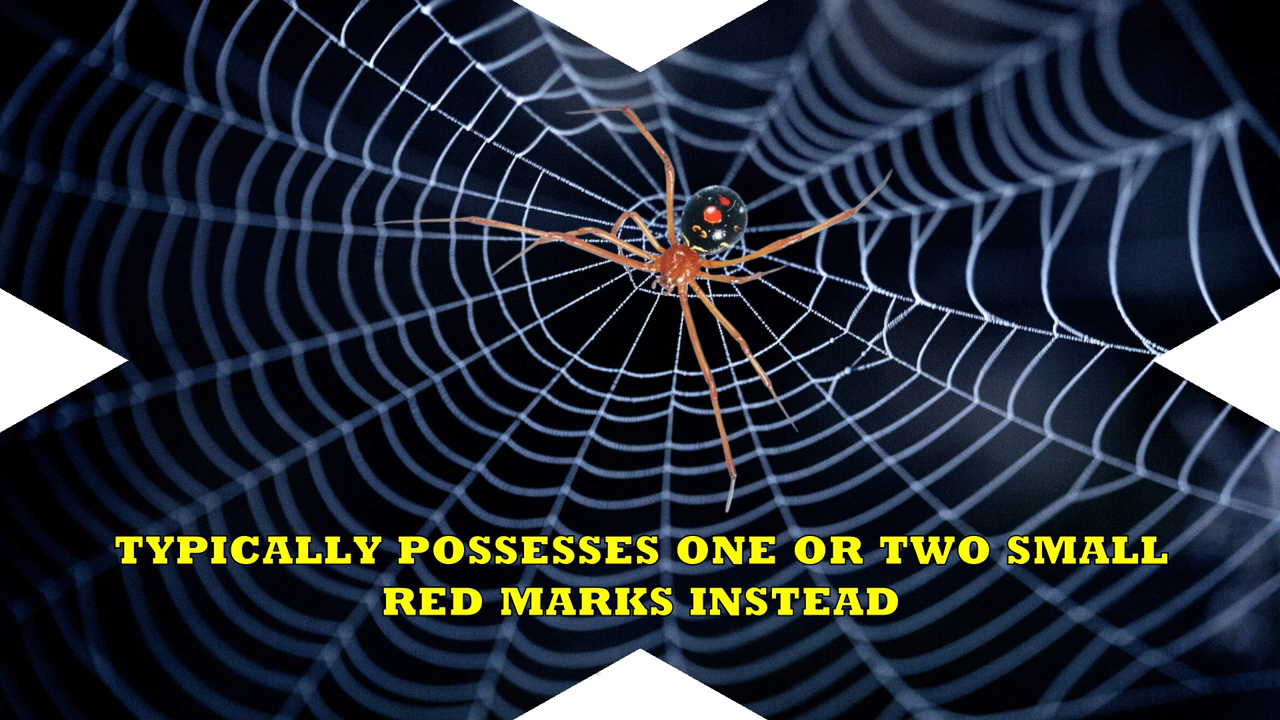 TYPICALLY POSSESSES ONE OR TWO SMALL
RED MARKS INSTEAD